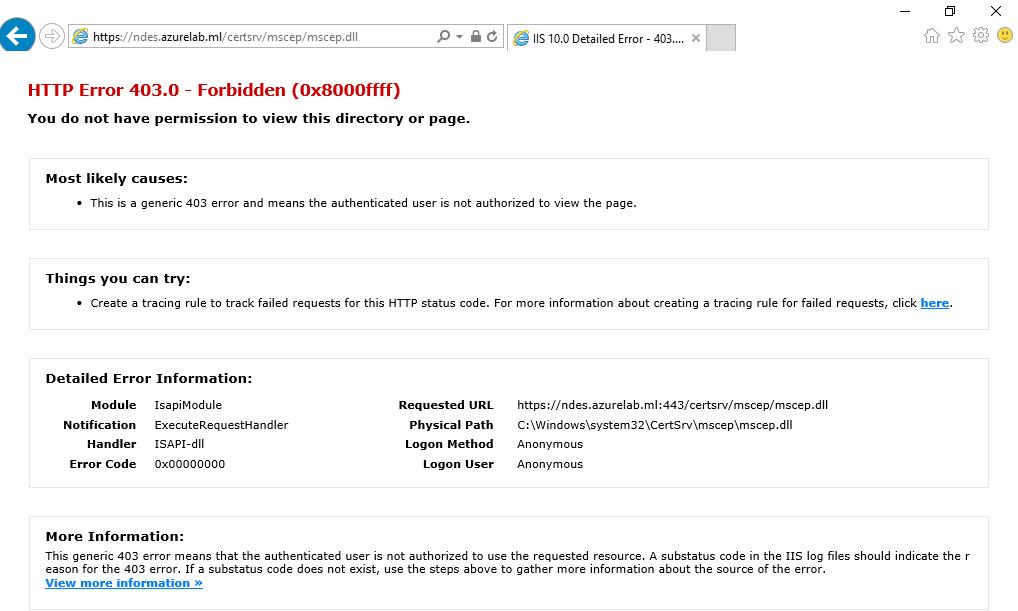 https://ndes.azurelab.ml/certsrv/mscep/mscep.dll
IIS 10.0 Detailed Error - 403....
HTTP Error 403.0 - Forbidden (0x8000ffff)
You do not have permission to view this directory or page.
Most likely causes:
• This is a generic 403 error and means the authenticated user is not authorized to view the page.
Things you can try:
• Create a tracing rule to track failed requests for this HTTP status code. For more information about creating a tracing rule for failed requests, click here.
Detailed Error Information:
Module IsapiModule
Notification ExecuteRequestHandler
Handler ISAPI-dll
Error Code 0x00000000
Requested URL https://ndes.azurelab.ml:443/certsrv/mscep/mscep.dll
Physical Path C:\Windows\system32\CertSrv\mscep\mscep.dll
Logon Method Anonymous
Logon User Anonymous
More Information:
This generic 403 error means that the authenticated user is not authorized to use the requested resource. A substatus code in the IIS log files should indicate the r
eason for the 403 error. If a substatus code does not exist, use the steps above to gather more information about the source of the error.
View more information »